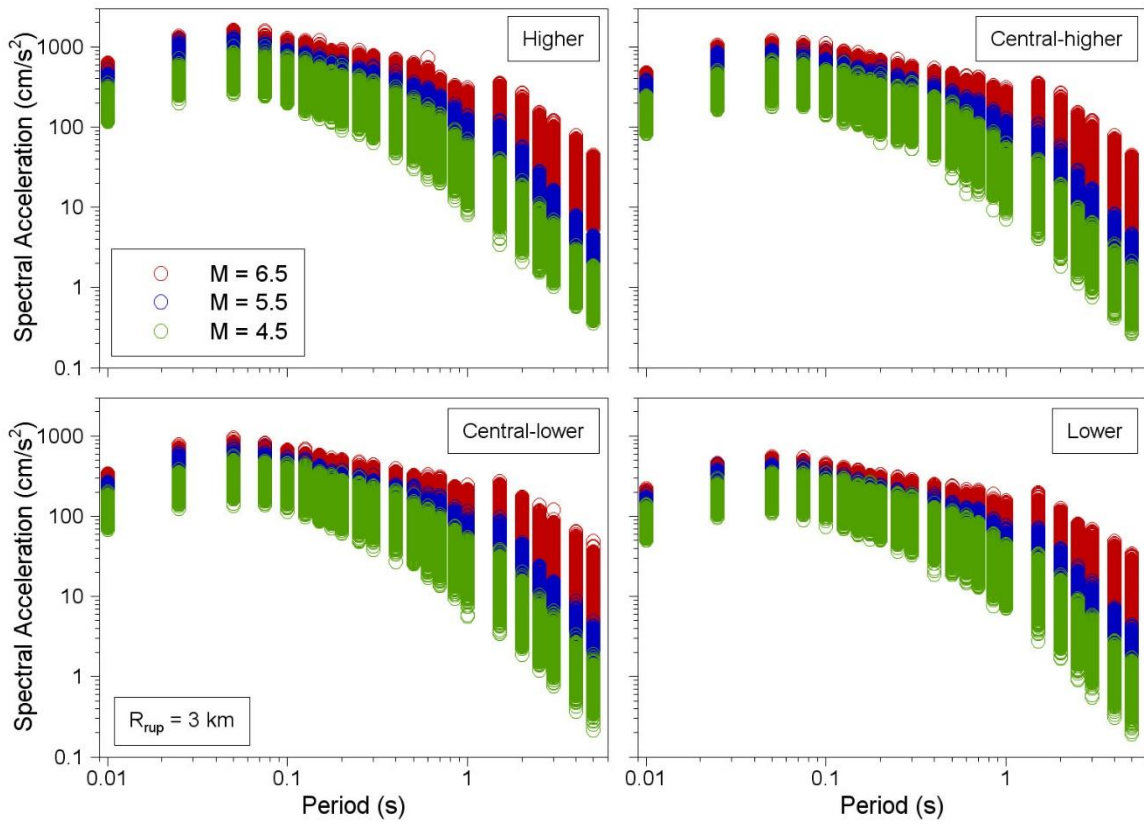 Higher
Central-higher
1000
100
10
1
0.1
Spectral Acceleration (cm/s²)
M = 6.5
M = 5.5
M = 4.5
Central-lower
Lower
1000
100
10
1
0.1
Spectral Acceleration (cm/s²)
Rrup = 3 km
0.01 0.1 1
0.01 0.1 1
Period (s)
Period (s)